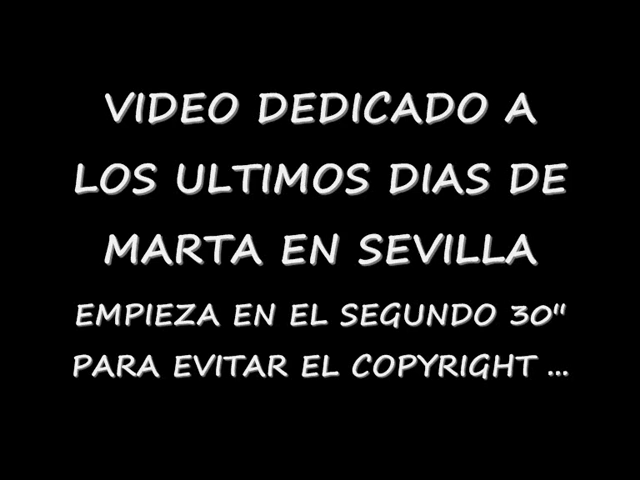 VIDEO DEDICADO A
LOS ULTIMOS DIAS DE
MARTA EN SEVILLA
EMPIEZA EN EL SEGUNDO 30"
PARA EVITAR EL COPYRIGHT ...